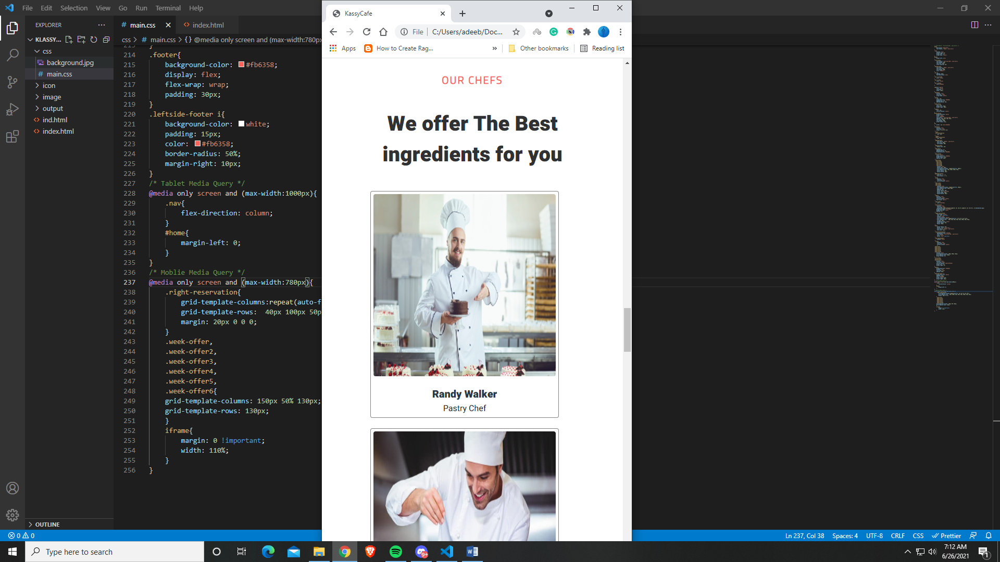 File Edit Selection View Go Run Terminal Help
EXPLORER
KLASSY...
css
background.jpg
main.css
icon
image
output
ind.html
index.html
OUTLINE
main.css
index.html
css > main.css > {} @media only screen and (max-width:780px
213 }
214 .footer{
215 background-color: #fb6358;
216 display: flex;
217 flex-wrap: wrap;
218 padding: 30px;
219 }
220 .leftside-footer i{
221 background-color: white;
222 padding: 15px;
223 color: #fb6358;
224 border-radius: 50%;
225 margin-right: 10px;
226 }
227 /* Tablet Media Query */
228 @media only screen and (max-width:1000px){
229 .nav{
230 flex-direction: column;
231 }
232 #home{
233 margin-left: 0;
234 }
235 }
236 /* Moblie Media Query */
237 @media only screen and (max-width:780px){
238 .right-reservation{
239 grid-template-columns:repeat(auto-f
240 grid-template-rows: 40px 100px 50p
241 margin: 20px 0 0 0;
242 }
243 .week-offer,
244 .week-offer2,
245 .week-offer3,
246 .week-offer4,
247 .week-offer5,
248 .week-offer6{
249 grid-template-columns: 150px 50% 130px;
250 grid-template-rows: 130px;
251 }
252 iframe{
253 margin: 0 !important;
254 width: 110%;
255 }
256 }
KassyCafe
File C:/Users/adeeb/Doc...
Apps How to Create Rag... » Other bookmarks Reading list
OUR CHEFS
We offer The Best
ingredients for you
Randy Walker
Pastry Chef
0 0
Ln 237, Col 38 Spaces: 4 UTF-8 CRLF CSS Prettier
Type here to search
9+
7:12 AM
6/26/2021
1